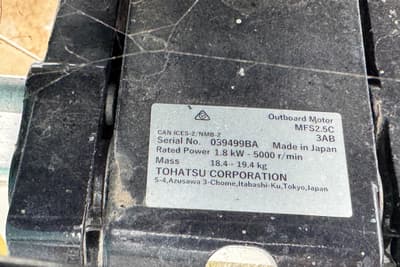 Outboard Motor
MFS2.5C
CAN ICES-2/NMB-2
3AB
Serial No. 039499BA Made in Japan
Rated Power 1.8 kW - 5000 r/min
Mass 18.4 - 19.4 kg
TOHATSU CORPORATION
5-4,Azusawa 3-Chome,Itabashi-Ku,Tokyo,Japan